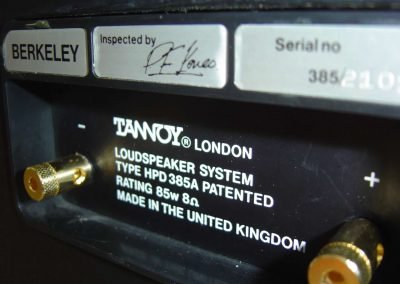 BERKELEY
Inspected by
Serial no
385/2109
-
+
TANNOY® LONDON
LOUDSPEAKER SYSTEM
TYPE HPD 385A PATENTED
RATING 85w 8Ω
MADE IN THE UNITED KINGDOM